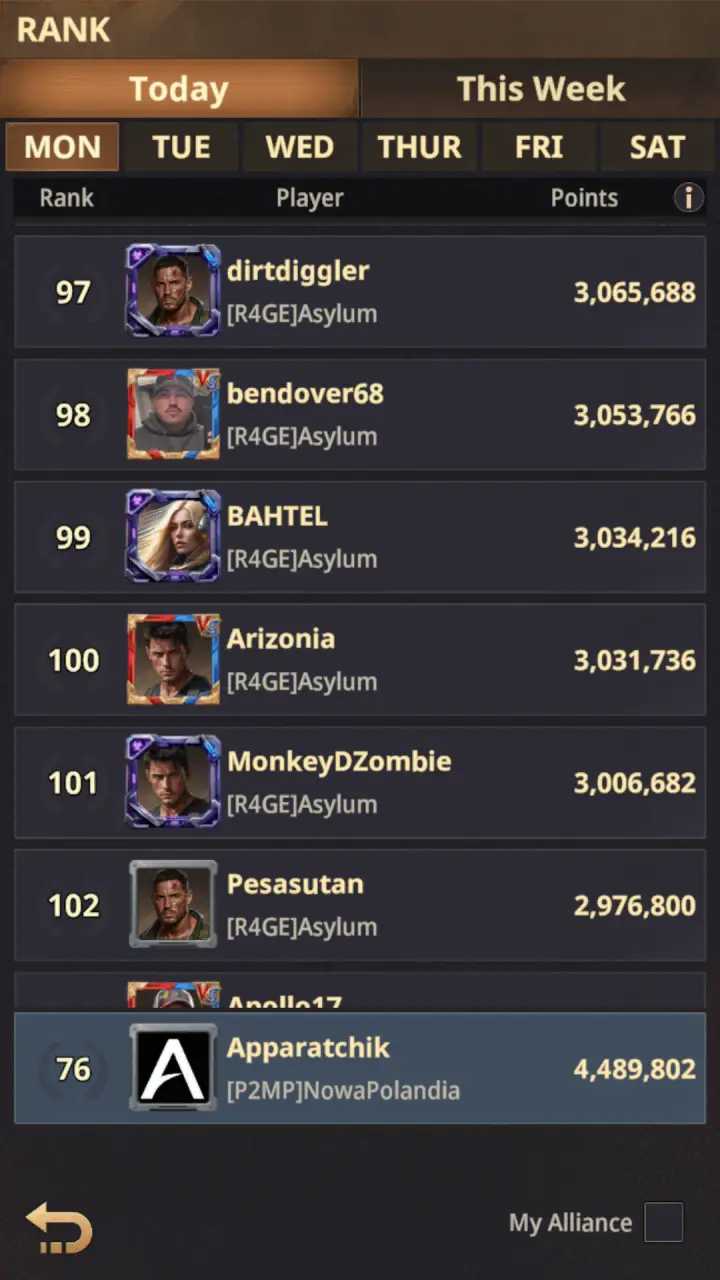 RANK
Today This Week
MON TUE WED THUR FRI SAT
Rank Player Points
97 dirtdiggler 3,065,688
[R4GE]Asylum
98 bendover68 3,053,766
[R4GE]Asylum
99 BAHTEL 3,034,216
[R4GE]Asylum
100 Arizonia 3,031,736
[R4GE]Asylum
101 MonkeyDZombie 3,006,682
[R4GE]Asylum
102 Pesasutan 2,976,800
[R4GE]Asylum
Apollo17
76 Apparatchik 4,489,802
[P2MP]NowaPolandia
My Alliance